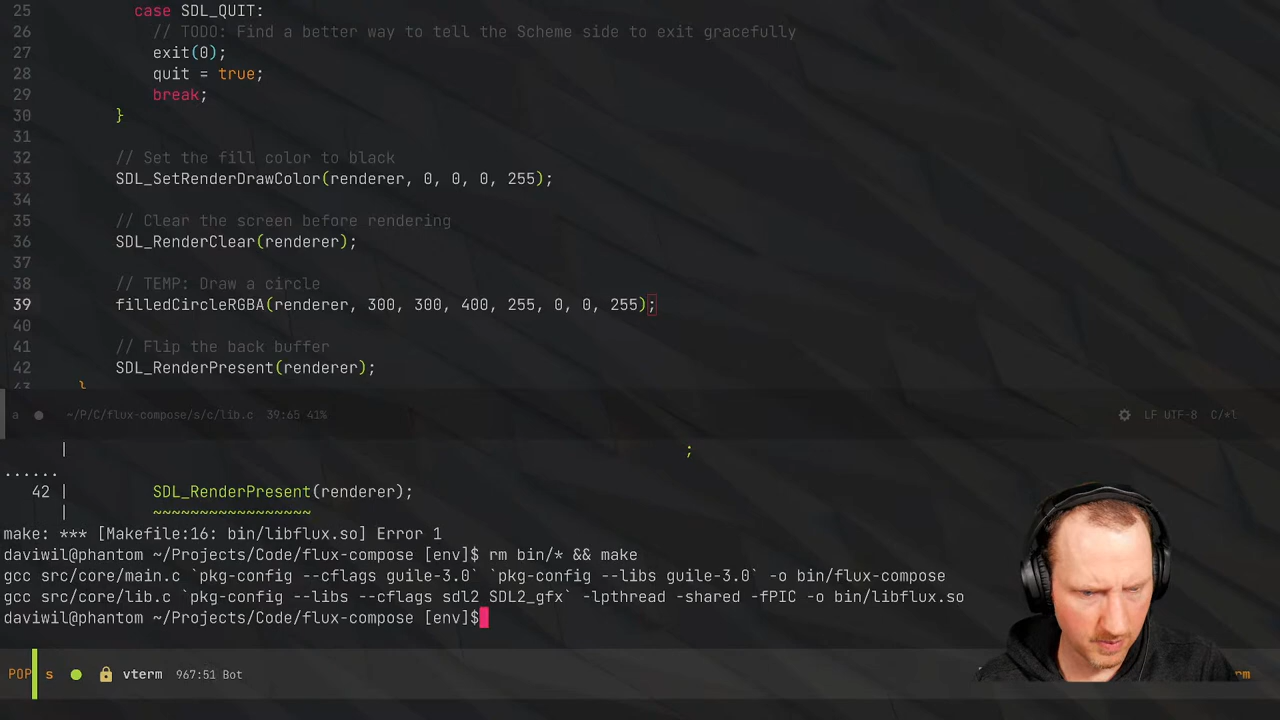 25 case SDL_QUIT:
26 // TODO: Find a better way to tell the Scheme side to exit gracefully
27 exit(0);
28 quit = true;
29 break;
30 }
31
32 // Set the fill color to black
33 SDL_SetRenderDrawColor(renderer, 0, 0, 0, 255);
34
35 // Clear the screen before rendering
36 SDL_RenderClear(renderer);
37
38 // TEMP: Draw a circle
39 filledCircleRGBA(renderer, 300, 300, 400, 255, 0, 0, 255);
40
41 // Flip the back buffer
42 SDL_RenderPresent(renderer);
43 }
a ~/P/C/flux-compose/s/c/lib.c 39:65 41% LF UTF-8 C/*l
| ;
......
42 | SDL_RenderPresent(renderer);
| ~~~~~~~~~~~~~~~~~
make: *** [Makefile:16: bin/libflux.so] Error 1
daviwil@phantom ~/Projects/Code/flux-compose [env]$ rm bin/* && make
gcc src/core/main.c `pkg-config --cflags guile-3.0` `pkg-config --libs guile-3.0` -o bin/flux-compose
gcc src/core/lib.c `pkg-config --libs --cflags sdl2 SDL2_gfx` -lpthread -shared -fPIC -o bin/libflux.so
daviwil@phantom ~/Projects/Code/flux-compose [env]$
POP s vterm 967:51 Bot